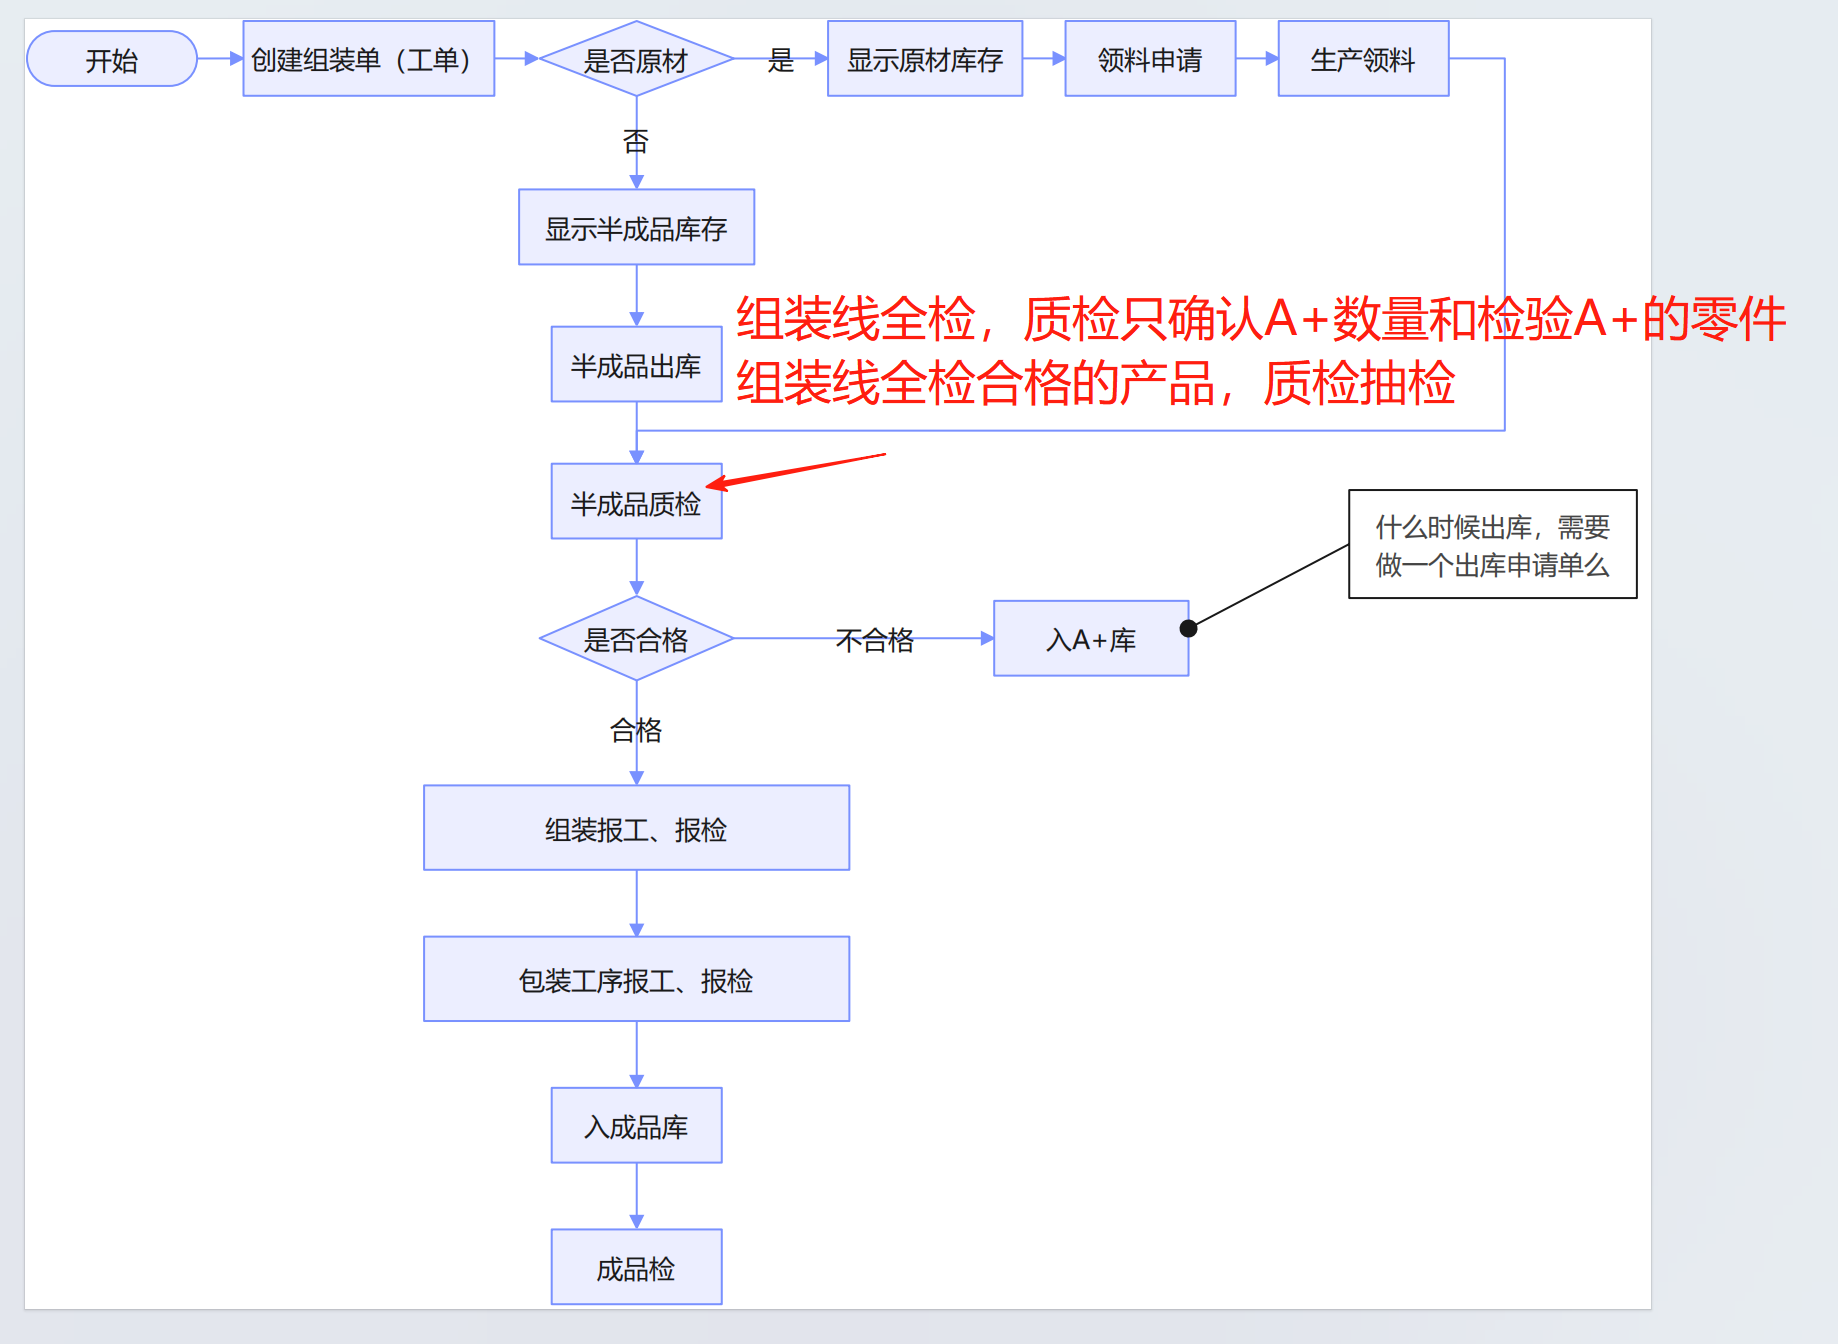 开始
创建组装单（工单）
是否原材
是
显示原材库存
领料申请
生产领料
否
显示半成品库存
半成品出库
组装线全检，质检只确认A+数量和检验A+的零件
组装线全检合格的产品，质检抽检
半成品质检
什么时候出库，需要
做一个出库申请单么
是否合格
不合格
入A+库
合格
组装报工、报检
包装工序报工、报检
入成品库
成品检